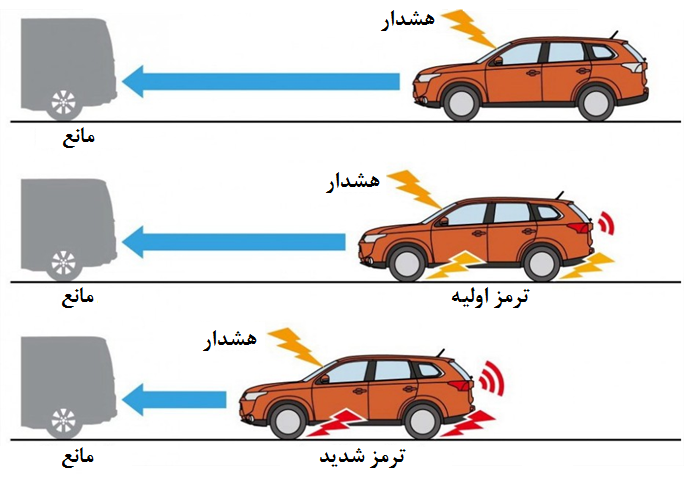 هشدار
مانع
هشدار
ترمز اولیه
مانع
هشدار
ترمز شدید
مانع